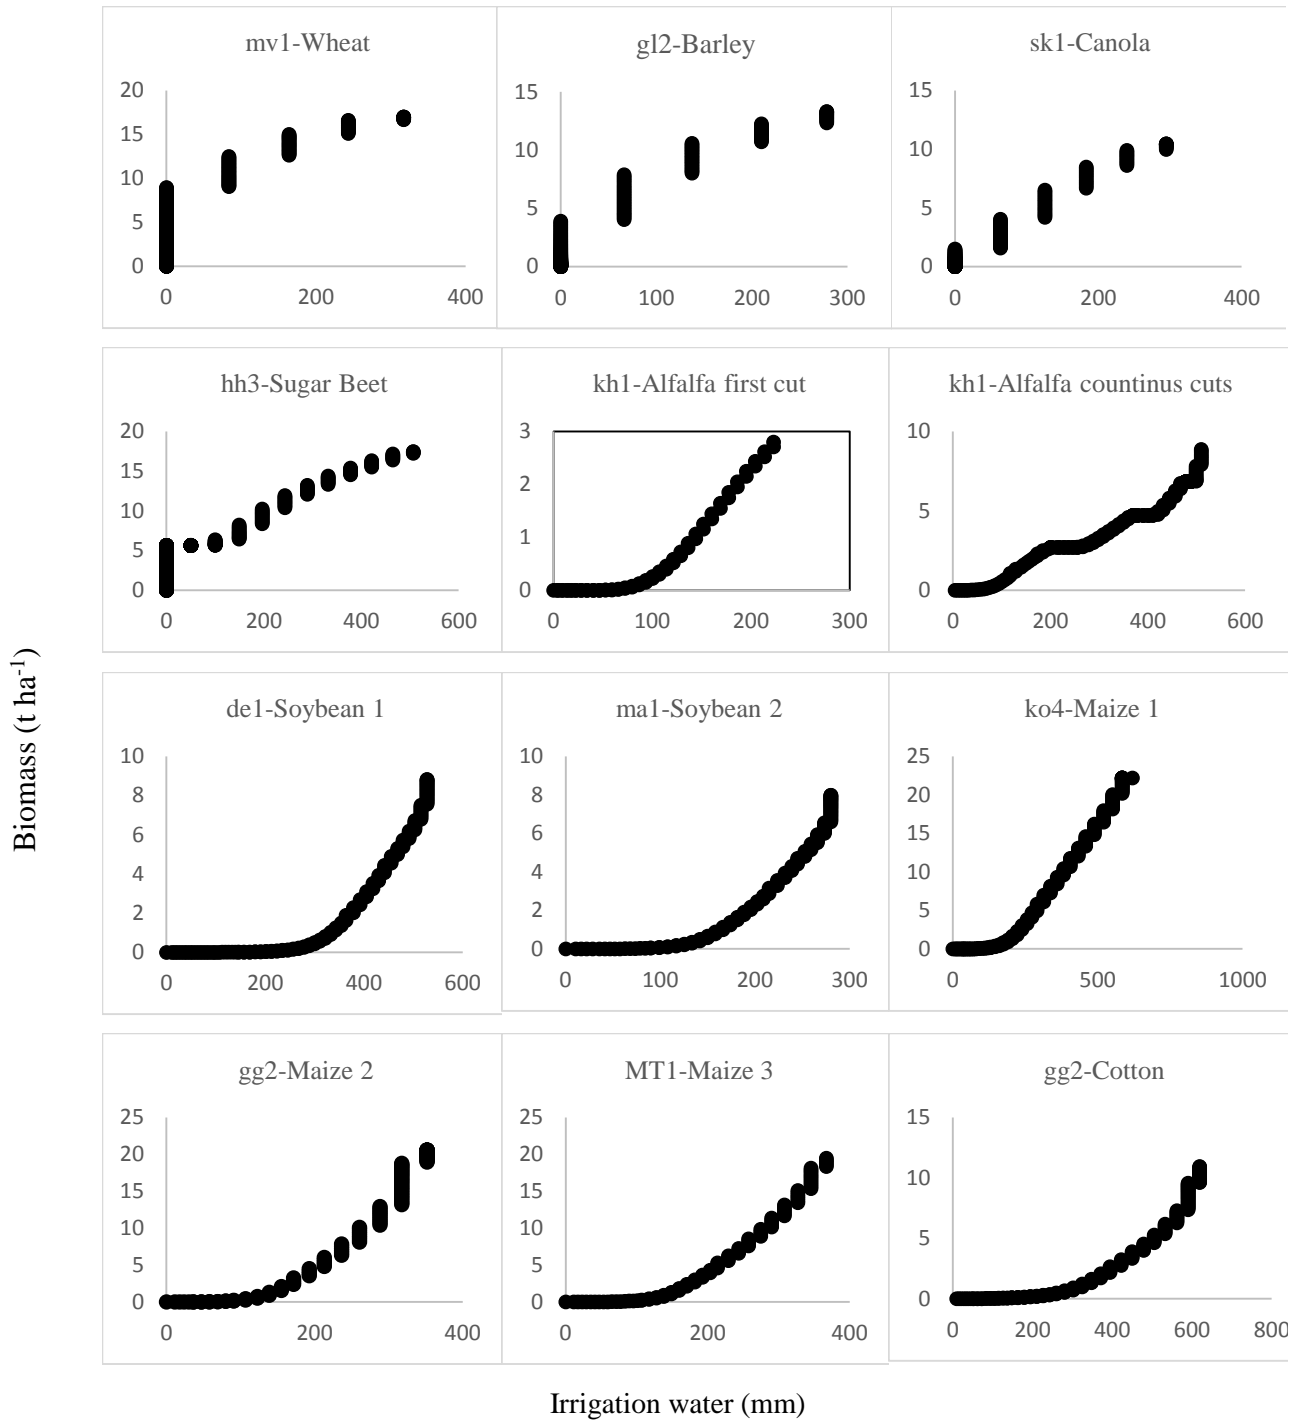 mv1-Wheat
20
15
10
5
0
0 200 400
gl2-Barley
15
10
5
0
0 100 200 300
sk1-Canola
15
10
5
0
0 200 400
hh3-Sugar Beet
20
15
10
5
0
0 200 400 600
kh1-Alfalfa first cut
3
2
1
0
0 100 200 300
kh1-Alfalfa countinus cuts
10
5
0
0 200 400 600
Biomass (t ha⁻¹)
de1-Soybean 1
10
8
6
4
2
0
0 200 400 600
ma1-Soybean 2
10
8
6
4
2
0
0 100 200 300
ko4-Maize 1
25
20
15
10
5
0
0 500 1000
gg2-Maize 2
25
20
15
10
5
0
0 200 400
MT1-Maize 3
25
20
15
10
5
0
0 200 400
gg2-Cotton
15
10
5
0
0 200 400 600 800
Irrigation water (mm)